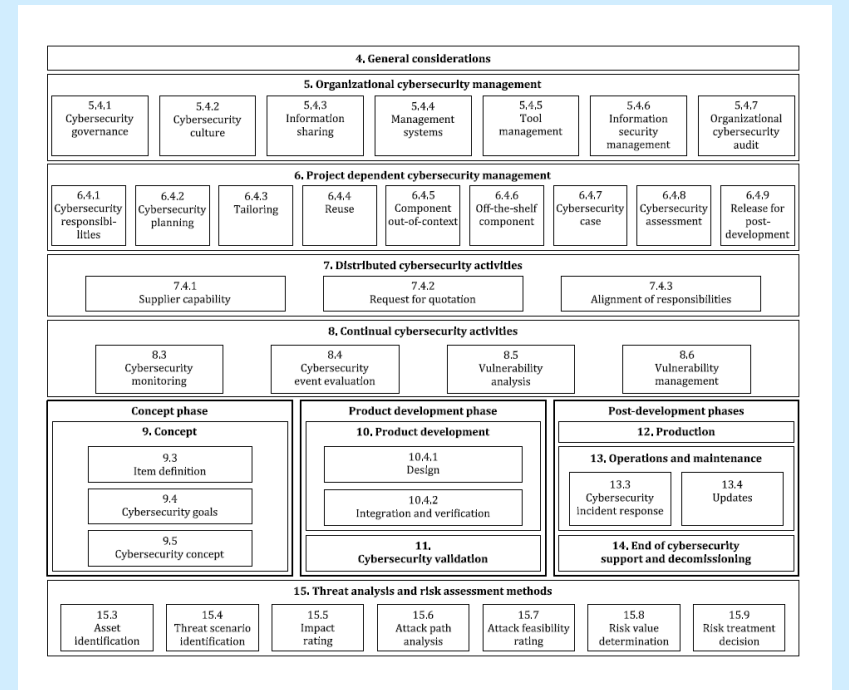 4. General considerations
5. Organizational cybersecurity management
5.4.1
Cybersecurity
governance
5.4.2
Cybersecurity
culture
5.4.3
Information
sharing
5.4.4
Management
systems
5.4.5
Tool
management
5.4.6
Information
security
management
5.4.7
Organizational
cybersecurity
audit
6. Project dependent cybersecurity management
6.4.1
Cybersecurity
responsibi-
lities
6.4.2
Cybersecurity
planning
6.4.3
Tailoring
6.4.4
Reuse
6.4.5
Component
out-of-context
6.4.6
Off-the-shelf
component
6.4.7
Cybersecurity
case
6.4.8
Cybersecurity
assessment
6.4.9
Release for
post-
development
7. Distributed cybersecurity activities
7.4.1
Supplier capability
7.4.2
Request for quotation
7.4.3
Alignment of responsibilities
8. Continual cybersecurity activities
8.3
Cybersecurity
monitoring
8.4
Cybersecurity
event evaluation
8.5
Vulnerability
analysis
8.6
Vulnerability
management
Concept phase
9. Concept
9.3
Item definition
9.4
Cybersecurity goals
9.5
Cybersecurity concept
Product development phase
10. Product development
10.4.1
Design
10.4.2
Integration and verification
11.
Cybersecurity validation
Post-development phases
12. Production
13. Operations and maintenance
13.3
Cybersecurity
incident response
13.4
Updates
14. End of cybersecurity
support and decomissioning
15. Threat analysis and risk assessment methods
15.3
Asset
identification
15.4
Threat scenario
identification
15.5
Impact
rating
15.6
Attack path
analysis
15.7
Attack feasibility
rating
15.8
Risk value
determination
15.9
Risk treatment
decision